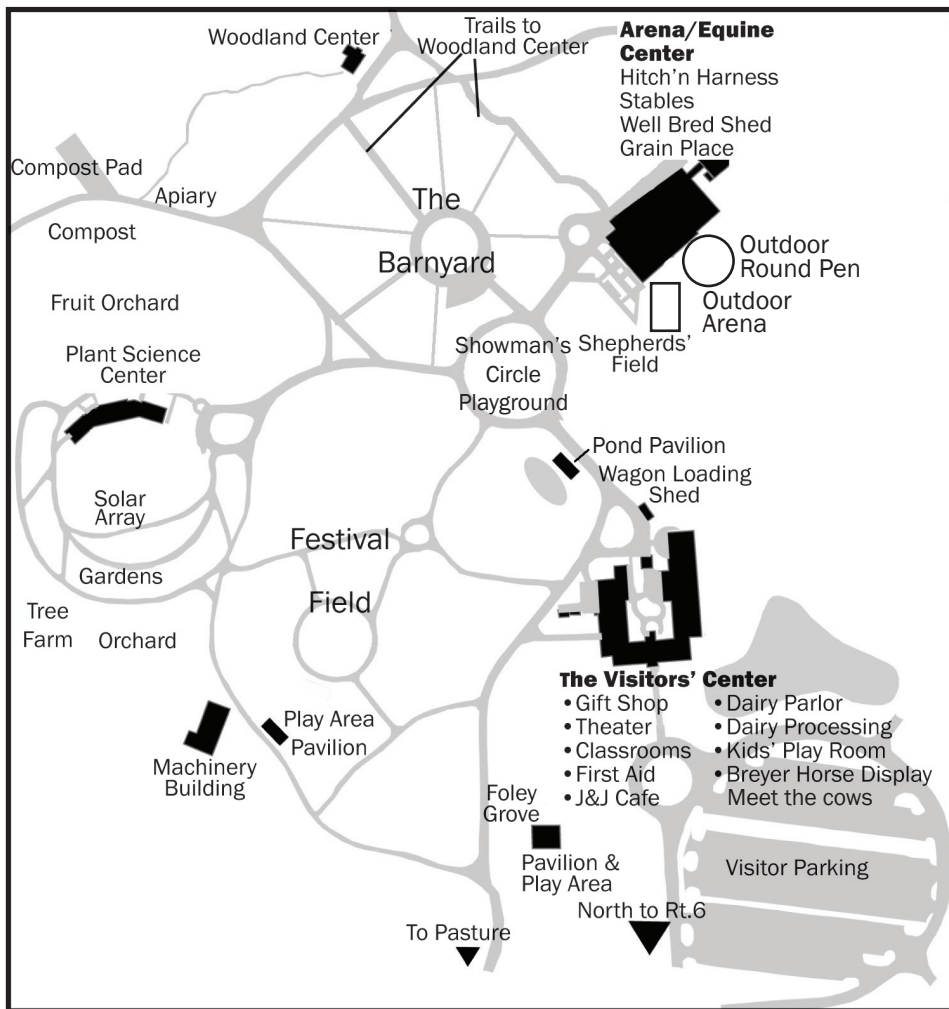 Woodland Center
Trails to
Woodland Center
Arena/Equine
Center
Hitch'n Harness
Stables
Well Bred Shed
Grain Place
Compost Pad
Apiary
Compost
The
Barnyard
Outdoor
Round Pen
Outdoor
Arena
Fruit Orchard
Plant Science
Center
Showman's
Circle
Playground
Shepherds'
Field
Pond Pavilion
Wagon Loading
Shed
Solar
Array
Festival
Field
Gardens
Tree
Farm
Orchard
The Visitors' Center
• Gift Shop
• Theater
• Classrooms
• First Aid
• J&J Cafe
• Dairy Parlor
• Dairy Processing
• Kids' Play Room
• Breyer Horse Display
Meet the cows
Play Area
Pavilion
Machinery
Building
Foley
Grove
Pavilion &
Play Area
Visitor Parking
North to Rt.6
To Pasture